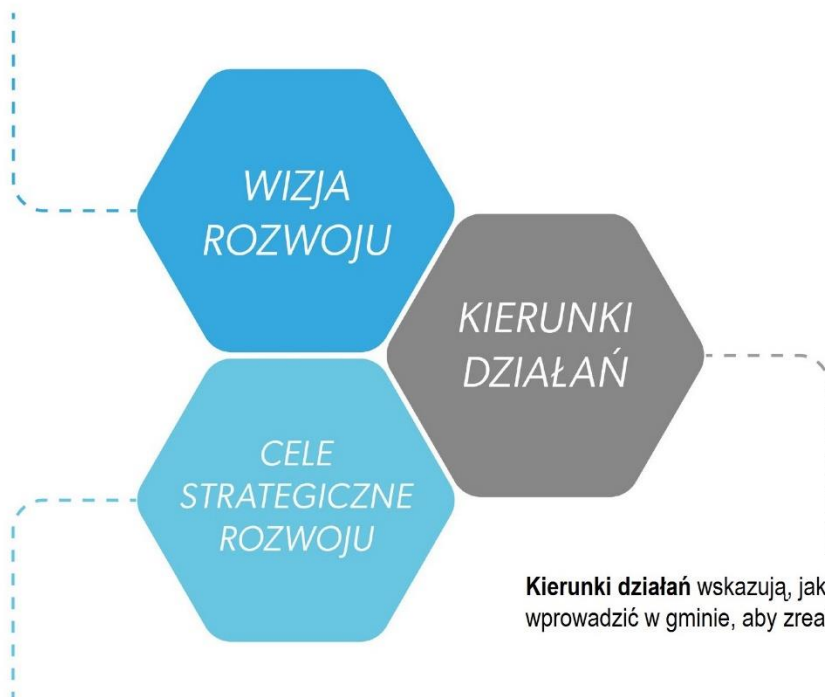 WIZJA
ROZWOJU
KIERUNKI
DZIAŁAŃ
CELE
STRATEGICZNE
ROZWOJU
Kierunki działań wskazują, jak
wprowadzić w gminie, aby zrea